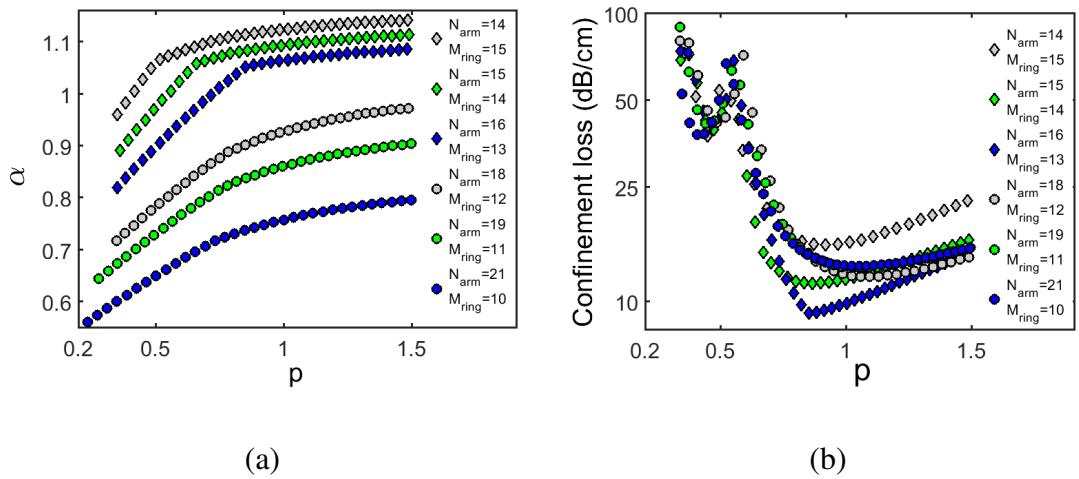 α
1.1
1
0.9
0.8
0.7
0.6
0.2
0.5
1
1.5
p
N_arm=14
M_ring=15
N_arm=15
M_ring=14
N_arm=16
M_ring=13
N_arm=18
M_ring=12
N_arm=19
M_ring=11
N_arm=21
M_ring=10
(a)
Confinement loss (dB/cm)
100
50
25
10
0.2
0.5
1
1.5
p
N_arm=14
M_ring=15
N_arm=15
M_ring=14
N_arm=16
M_ring=13
N_arm=18
M_ring=12
N_arm=19
M_ring=11
N_arm=21
M_ring=10
(b)